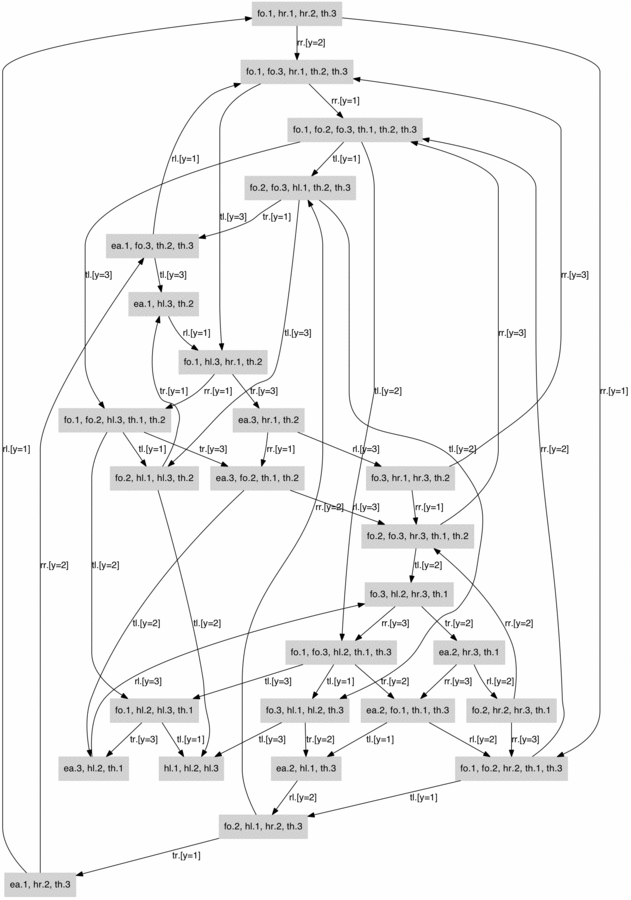 fo.1, hr.1, hr.2, th.3
rr.[y=2]
fo.1, fo.3, hr.1, th.2, th.3
rr.[y=1]
fo.1, fo.2, fo.3, th.1, th.2, th.3
rl.[y=1]
tl.[y=1]
fo.2, fo.3, hl.1, th.2, th.3
tl.[y=3]
tr.[y=1]
ea.1, fo.3, th.2, th.3
tl.[y=3]
tl.[y=3]
rr.[y=3]
ea.1, hl.3, th.2
rl.[y=1]
tl.[y=3]
rr.[y=3]
fo.1, hl.3, hr.1, th.2
tr.[y=1]
rr.[y=1]
tr.[y=3]
tl.[y=2]
rr.[y=1]
fo.1, fo.2, hl.3, th.1, th.2
ea.3, hr.1, th.2
rl.[y=1]
tl.[y=1]
tr.[y=3]
rr.[y=1]
rl.[y=3]
tl.[y=2]
rr.[y=2]
fo.2, hl.1, hl.3, th.2
ea.3, fo.2, th.1, th.2
fo.3, hr.1, hr.3, th.2
rr.[y=2]
rl.[y=3]
rr.[y=1]
fo.2, fo.3, hr.3, th.1, th.2
rr.[y=2]
tl.[y=2]
tl.[y=2]
fo.3, hl.2, hr.3, th.1
tl.[y=2]
tl.[y=2]
rr.[y=3]
tr.[y=2]
rr.[y=2]
fo.1, fo.3, hl.2, th.1, th.3
ea.2, hr.3, th.1
rl.[y=3]
tl.[y=3]
tl.[y=1]
tr.[y=2]
rr.[y=3]
rl.[y=2]
fo.1, hl.2, hl.3, th.1
fo.3, hl.1, hl.2, th.3
ea.2, fo.1, th.1, th.3
fo.2, hr.2, hr.3, th.1
tr.[y=3]
tl.[y=1]
tl.[y=3]
tr.[y=2]
tl.[y=1]
rl.[y=2]
rr.[y=3]
ea.3, hl.2, th.1
hl.1, hl.2, hl.3
ea.2, hl.1, th.3
fo.1, fo.2, hr.2, th.1, th.3
rl.[y=2]
tl.[y=1]
fo.2, hl.1, hr.2, th.3
tr.[y=1]
ea.1, hr.2, th.3